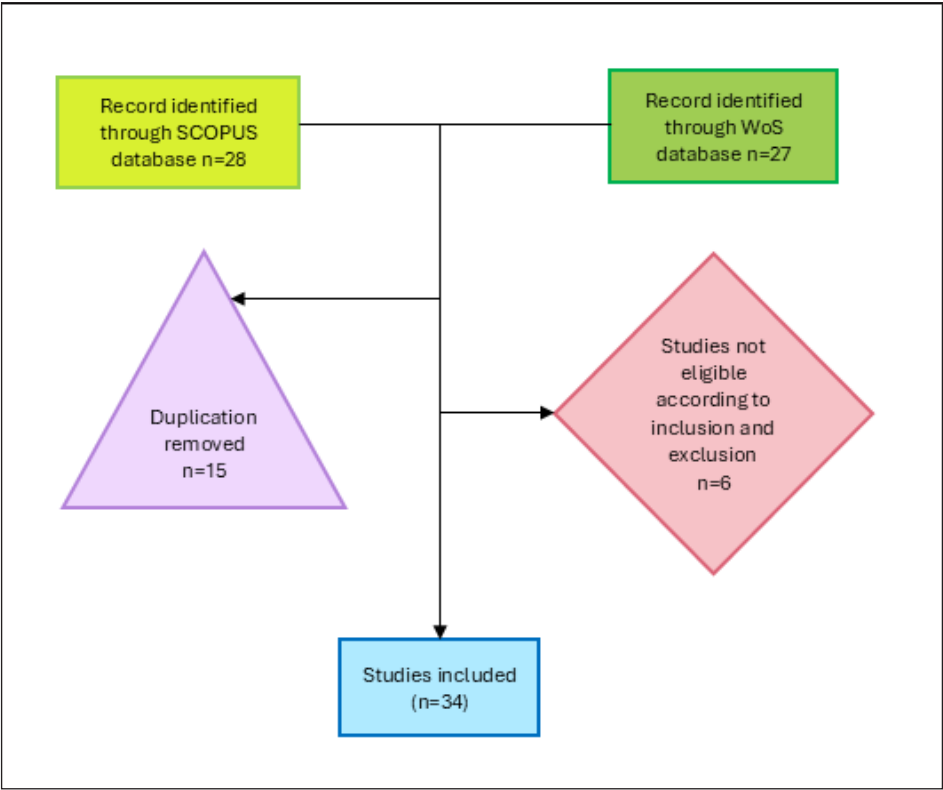 Record identified
through SCOPUS
database n=28
Record identified
through WoS
database n=27
Duplication
removed
n=15
Studies not
eligible
according to
inclusion and
exclusion
n=6
Studies included
(n=34)